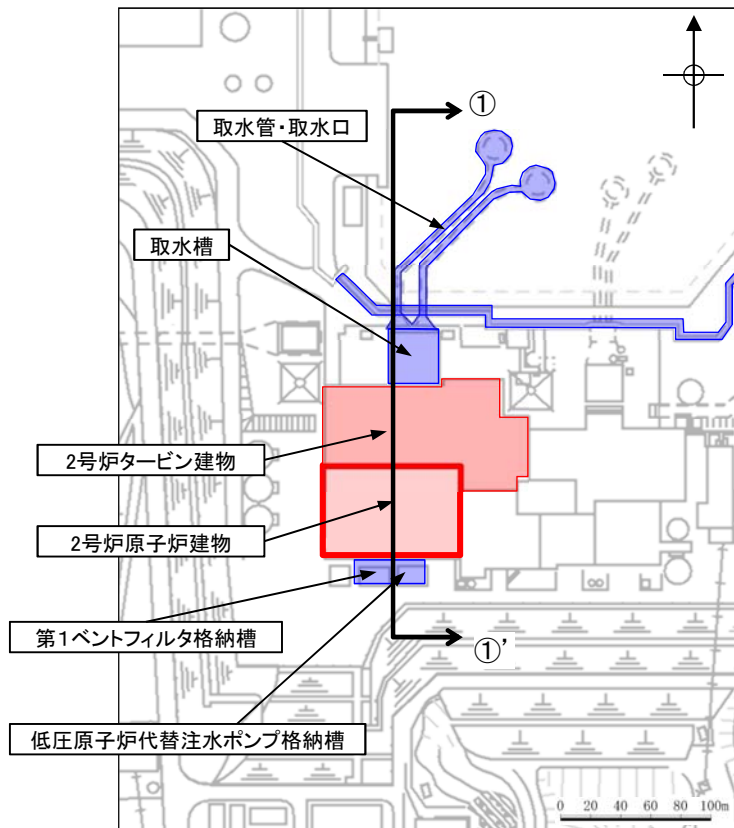 ①
取水管・取水口
取水槽
2号炉タービン建物
2号炉原子炉建物
第1ベントフィルタ格納槽
①’
低圧原子炉代替注水ポンプ格納槽
0 20 40 60 80 100m